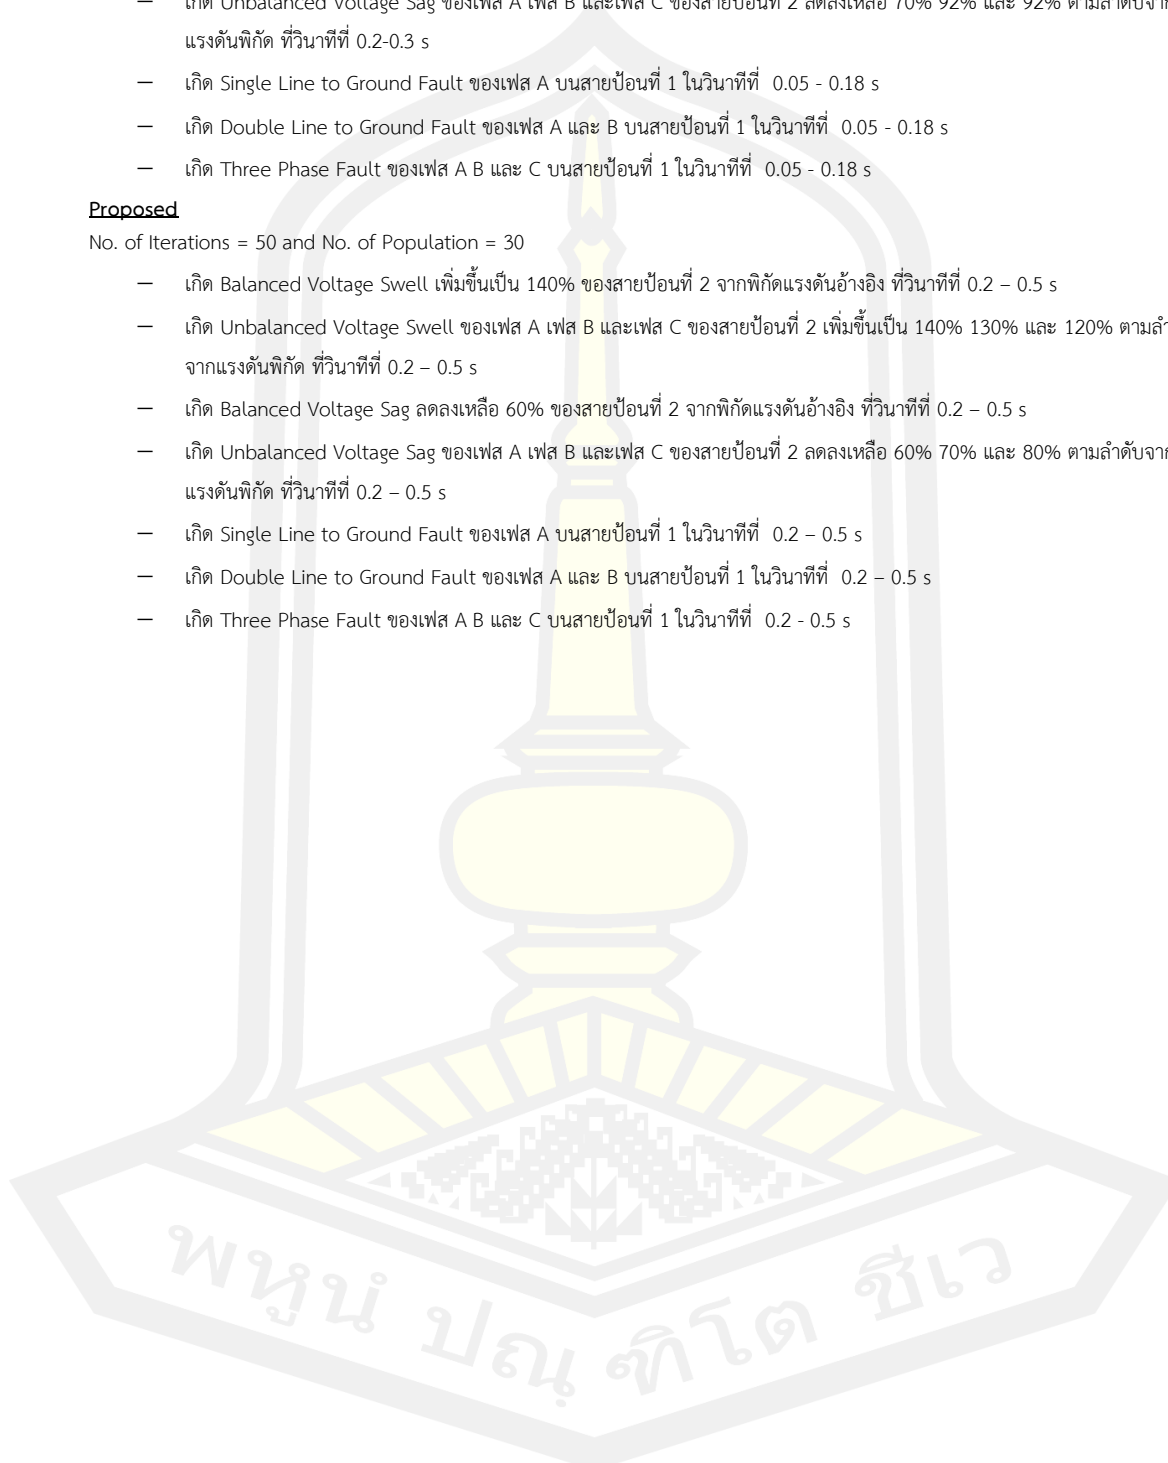 — เกิด Unbalanced Voltage Sag ของเฟส A เฟส B และเฟส C ของสายป้อนที่ 2 ลดลงเหลือ 70% 92% และ 92% ตามลำดับจาก
แรงดันพิกัด ที่วินาทีที่ 0.2-0.3 s
— เกิด Single Line to Ground Fault ของเฟส A บนสายป้อนที่ 1 ในวินาทีที่ 0.05 - 0.18 s
— เกิด Double Line to Ground Fault ของเฟส A และ B บนสายป้อนที่ 1 ในวินาทีที่ 0.05 - 0.18 s
— เกิด Three Phase Fault ของเฟส A B และ C บนสายป้อนที่ 1 ในวินาทีที่ 0.05 - 0.18 s
Proposed
No. of Iterations = 50 and No. of Population = 30
— เกิด Balanced Voltage Swell เพิ่มขึ้นเป็น 140% ของสายป้อนที่ 2 จากพิกัดแรงดันอ้างอิง ที่วินาทีที่ 0.2 – 0.5 s
— เกิด Unbalanced Voltage Swell ของเฟส A เฟส B และเฟส C ของสายป้อนที่ 2 เพิ่มขึ้นเป็น 140% 130% และ 120%
จากแรงดันพิกัด ที่วินาทีที่ 0.2 – 0.5 s
— เกิด Balanced Voltage Sag ลดลงเหลือ 60% ของสายป้อนที่ 2 จากพิกัดแรงดันอ้างอิง ที่วินาทีที่ 0.2 – 0.5 s
— เกิด Unbalanced Voltage Sag ของเฟส A เฟส B และเฟส C ของสายป้อนที่ 2 ลดลงเหลือ 60% 70% และ 80% ตามลำดับจาก
แรงดันพิกัด ที่วินาทีที่ 0.2 – 0.5 s
— เกิด Single Line to Ground Fault ของเฟส A บนสายป้อนที่ 1 ในวินาทีที่ 0.2 – 0.5 s
— เกิด Double Line to Ground Fault ของเฟส A และ B บนสายป้อนที่ 1 ในวินาทีที่ 0.2 – 0.5 s
— เกิด Three Phase Fault ของเฟส A B และ C บนสายป้อนที่ 1 ในวินาทีที่ 0.2 - 0.5 s
พหูนํ ปณฺฑิโต ชีเว